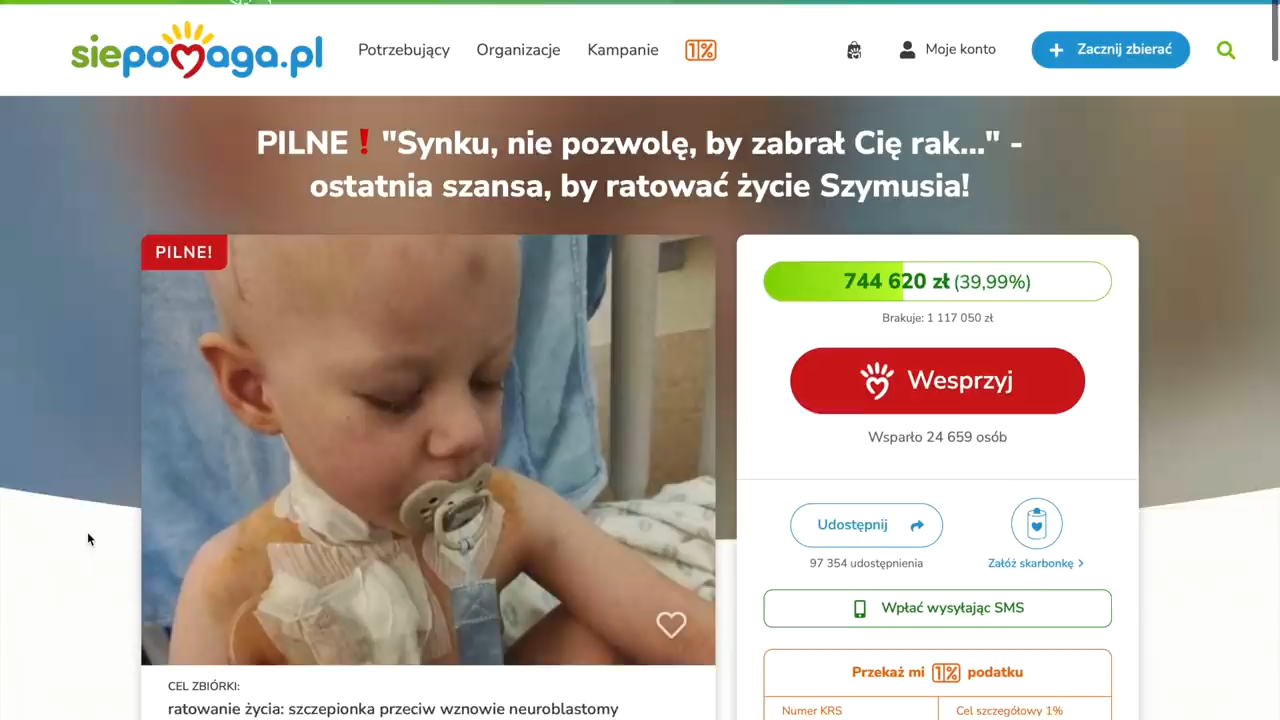 siepomaga.pl
Potrzebujący
Organizacje
Kampanie
1%
Moje konto
Zacznij zbierać
PILNE❗"Synku, nie pozwolę, by zabrał Cię rak..." -
ostatnia szansa, by ratować życie Szymusia!
PILNE!
744 620 zł (39,99%)
Brakuje: 1 117 050 zł
Wesprzyj
Wsparło 24 659 osób
Udostępnij
97 354 udostępnienia
Załóż skarbonkę
Wpłać wysyłając SMS
Przekaż mi 1% podatku
Numer KRS
Cel szczegółowy 1%
CEL ZBIÓRKI:
ratowanie życia: szczepionka przeciw wznowie neuroblastomy